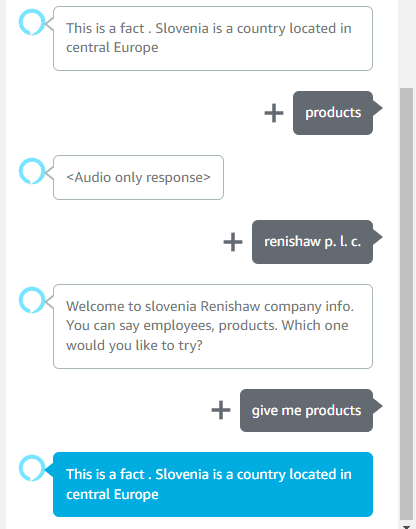 This is a fact . Slovenia is a country located in
central Europe
products
<Audio only response>
renishaw p. l. c.
Welcome to slovenia Renishaw company info.
You can say employees, products. Which one
would you like to try?
give me products
This is a fact . Slovenia is a country located in
central Europe